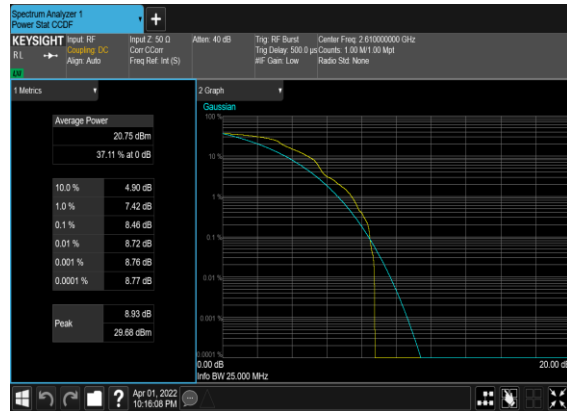 Spectrum Analyzer 1
Power Stat CCDF
+
KEYSIGHT
R L
Input: RF
Coupling: DC
Align: Auto
Input Z: 50 Ω
Corr CCorr
Freq Ref: Int (S)
Atten: 40 dB
Trig: RF Burst
Trig Delay: 500.0 µs
#IF Gain: Low
Center Freq: 2.610000000 GHz
Counts: 1.00 M/1.00 Mpt
Radio Std: None
1 Metrics
Average Power
20.75 dBm
37.11 % at 0 dB
10.0 % 4.90 dB
1.0 % 7.42 dB
0.1 % 8.46 dB
0.01 % 8.72 dB
0.001 % 8.76 dB
0.0001 % 8.77 dB
Peak
8.93 dB
29.68 dBm
2 Graph
Gaussian
100 %
10 %
1 %
0.1 %
0.01 %
0.001 %
0.0001 %
0.00 dB
20.00 dB
Info BW 25.000 MHz
?
Apr 01, 2022
10:16:08 PM